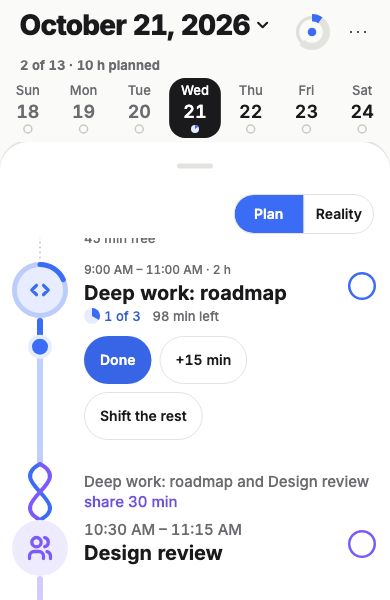 October 21, 2026
2 of 13 · 10 h planned
Sun Mon Tue Wed Thu Fri Sat
18 19 20 21 22 23 24
Plan Reality
45 min free
9:00 AM – 11:00 AM · 2 h
Deep work: roadmap
1 of 3 98 min left
Done +15 min
Shift the rest
Deep work: roadmap and Design review
share 30 min
10:30 AM – 11:15 AM
Design review